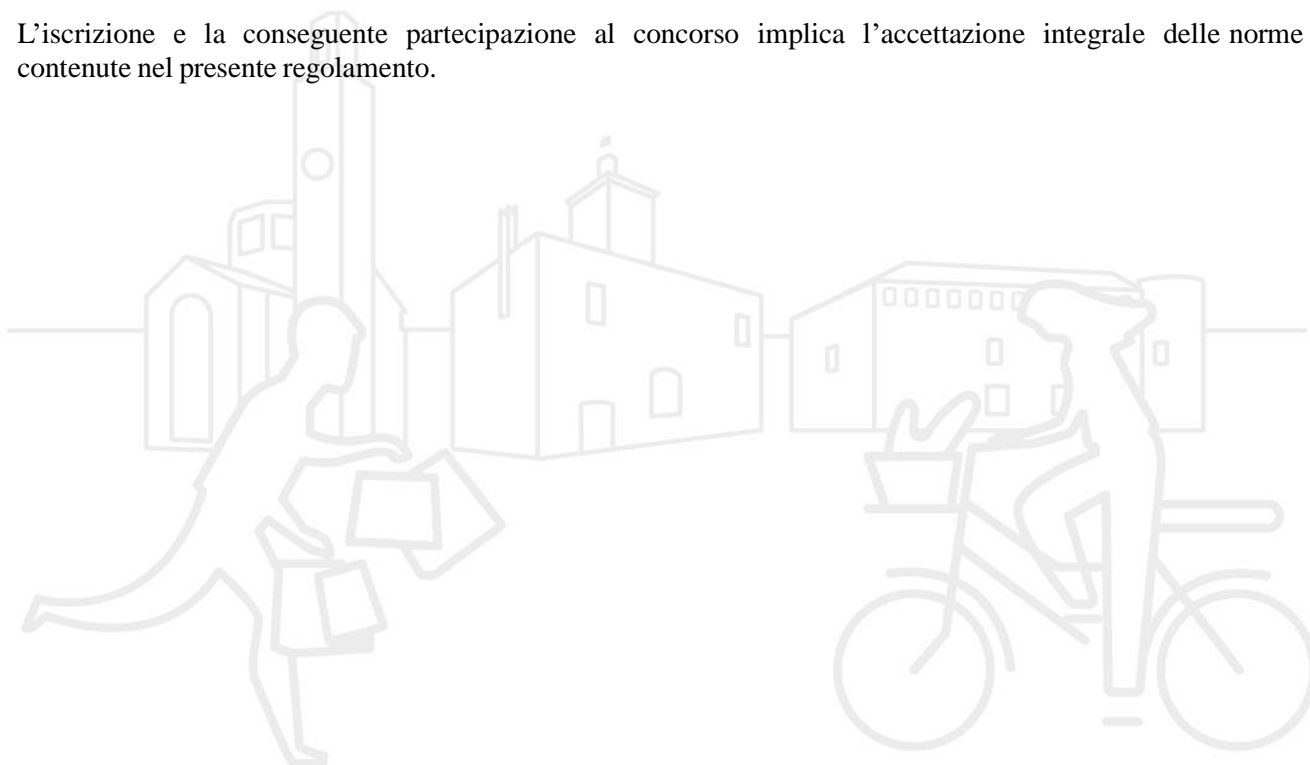 L’iscrizione e la conseguente partecipazione al concorso implica l’accettazione integrale delle norme
contenute nel presente regolamento.